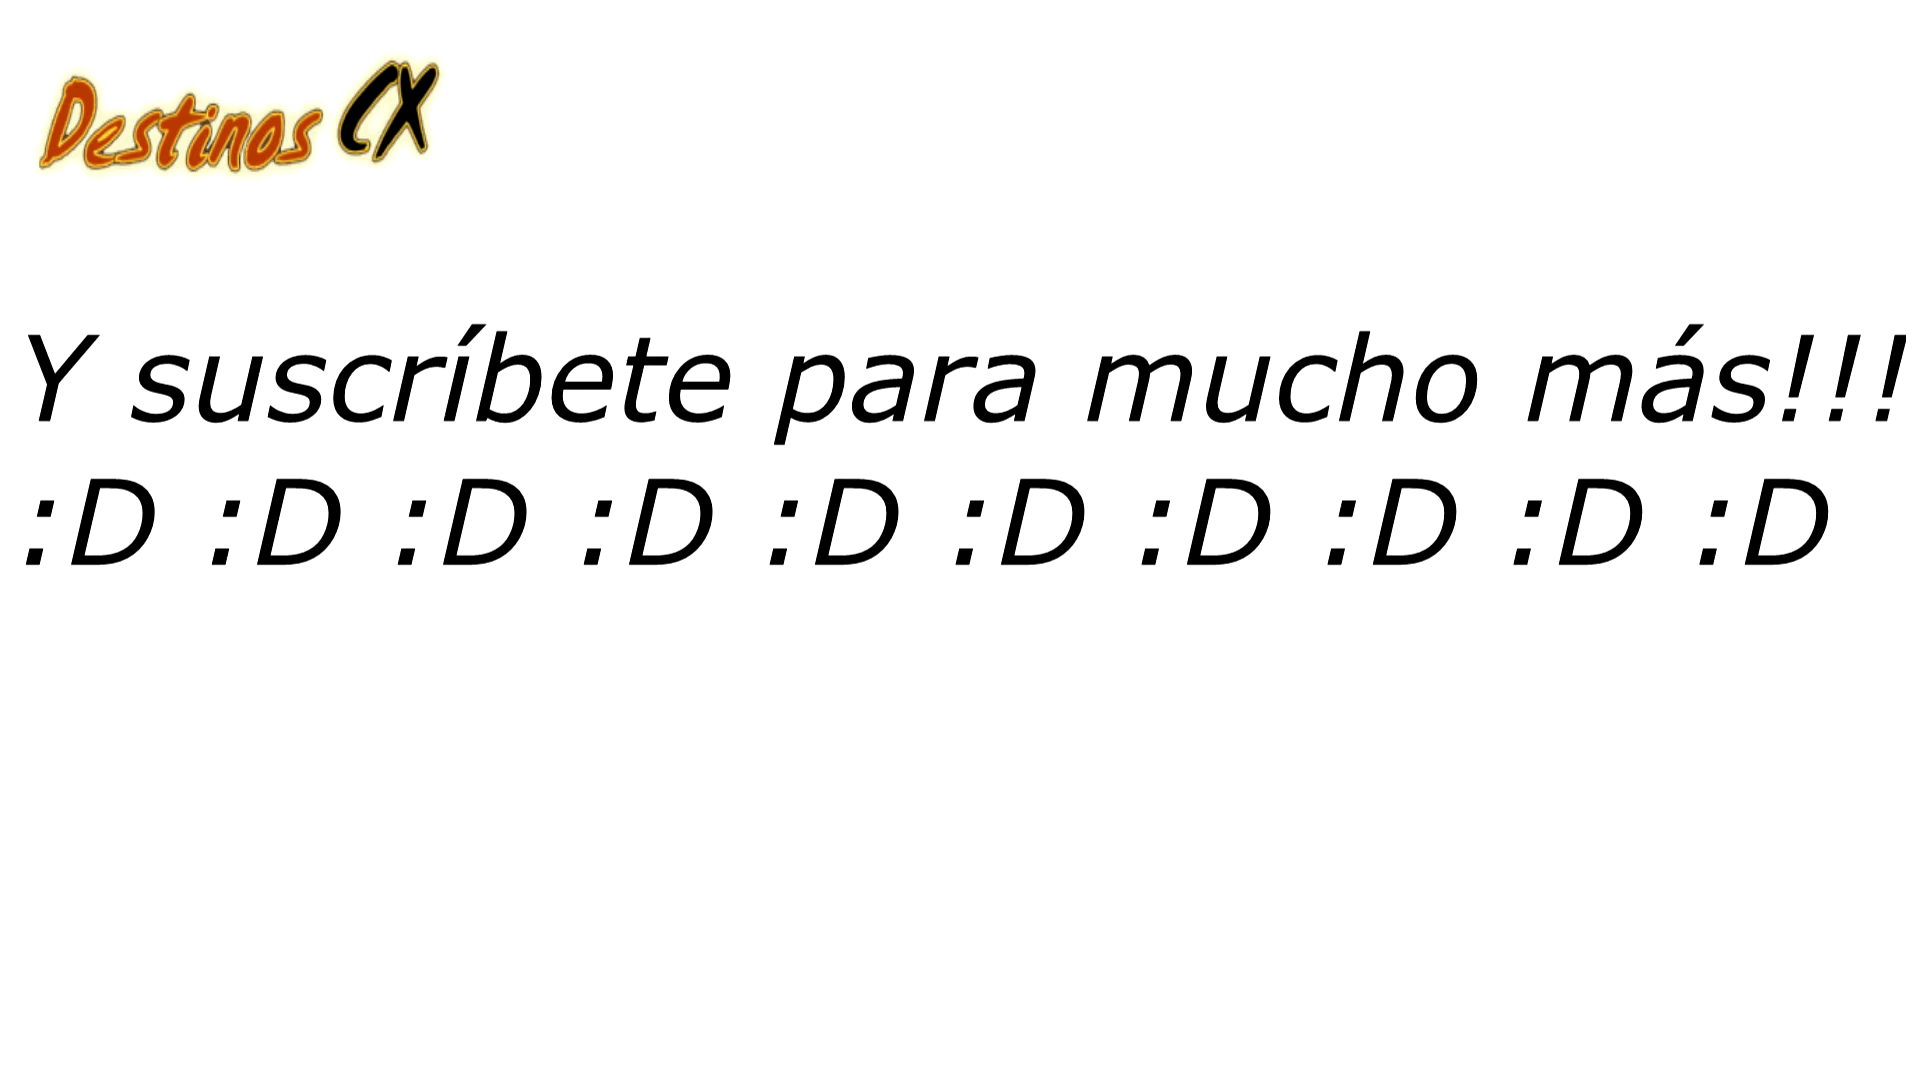 Destinos CX
Y suscríbete para mucho más!!!
:D :D :D :D :D :D :D :D :D :D